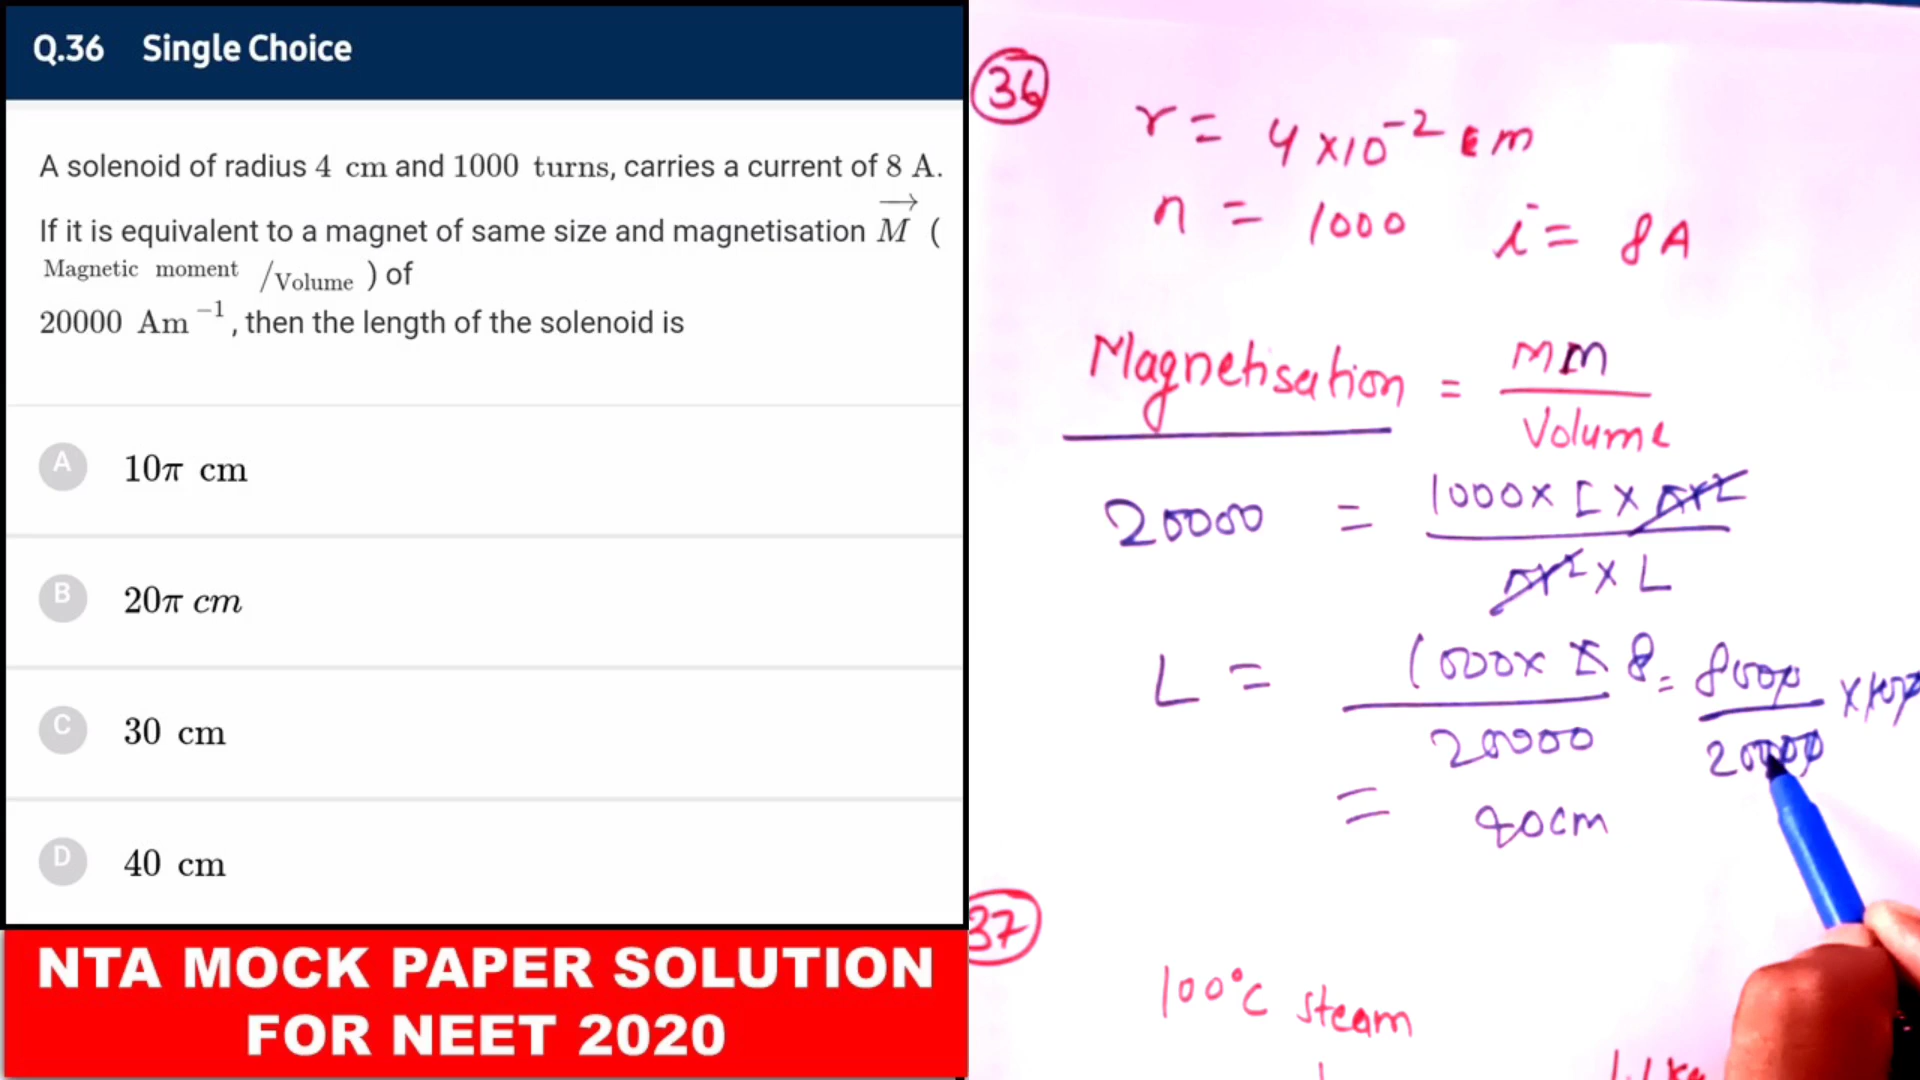 Q.36 Single Choice
A solenoid of radius 4 cm and 1000 turns, carries a current of 8 A.
If it is equivalent to a magnet of same size and magnetisation M⃗ (
Magnetic moment /Volume ) of
20000 Am⁻¹, then the length of the solenoid is
A 10π cm
B 20π cm
C 30 cm
D 40 cm
NTA MOCK PAPER SOLUTION
FOR NEET 2020
36
r = 4 ×10⁻² m
n = 1000 i = 8A
Magnetisation = MM / Volume
20000 = 1000× I × πr² / πr² × L
L = 1000× I 8 / 20000 = 8000 / 20000 ×100
= 40cm
37
100°C steam